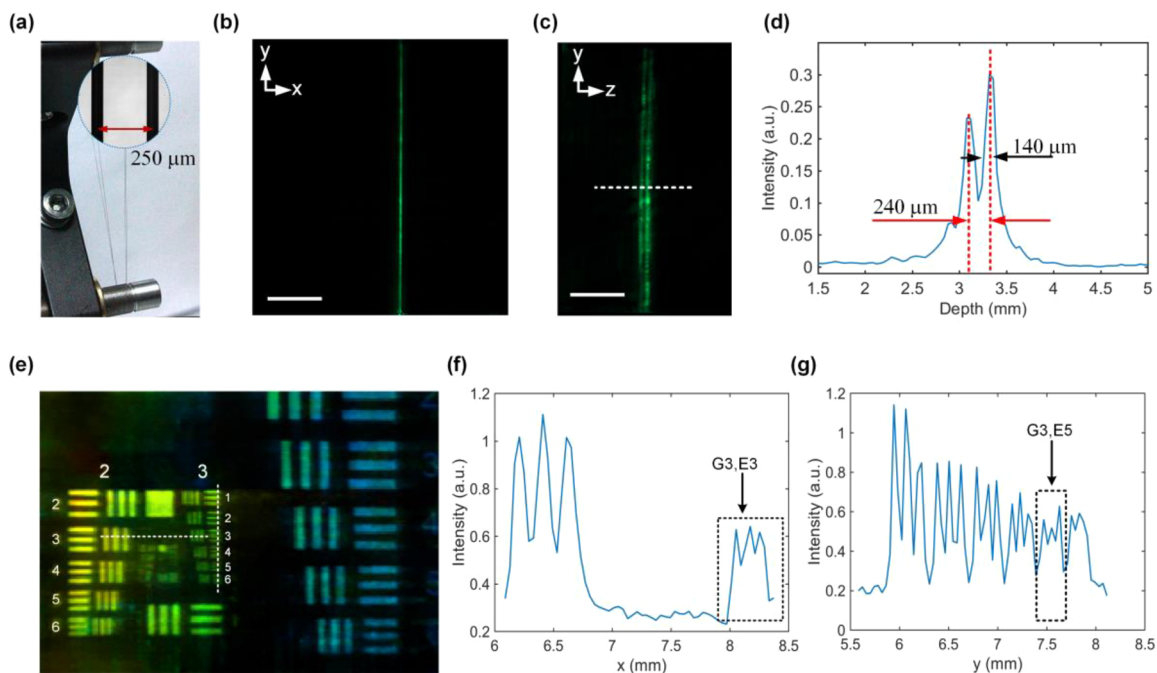 (a)
250 μm
(b)
y
x
(c)
y
z
(d)
Intensity (a.u.)
0.3
0.25
0.2
0.15
0.1
0.05
0
140 μm
240 μm
1.5 2 2.5 3 3.5 4 4.5 5
Depth (mm)
(e)
2 3
2
3
4
5
6
1
2
3
4
5
6
(f)
Intensity (a.u.)
1.2
1
0.8
0.6
0.4
0.2
G3,E3
6 6.5 7 7.5 8 8.5
x (mm)
(g)
Intensity (a.u.)
1.2
1
0.8
0.6
0.4
0.2
0
G3,E5
5.5 6 6.5 7 7.5 8 8.5
y (mm)